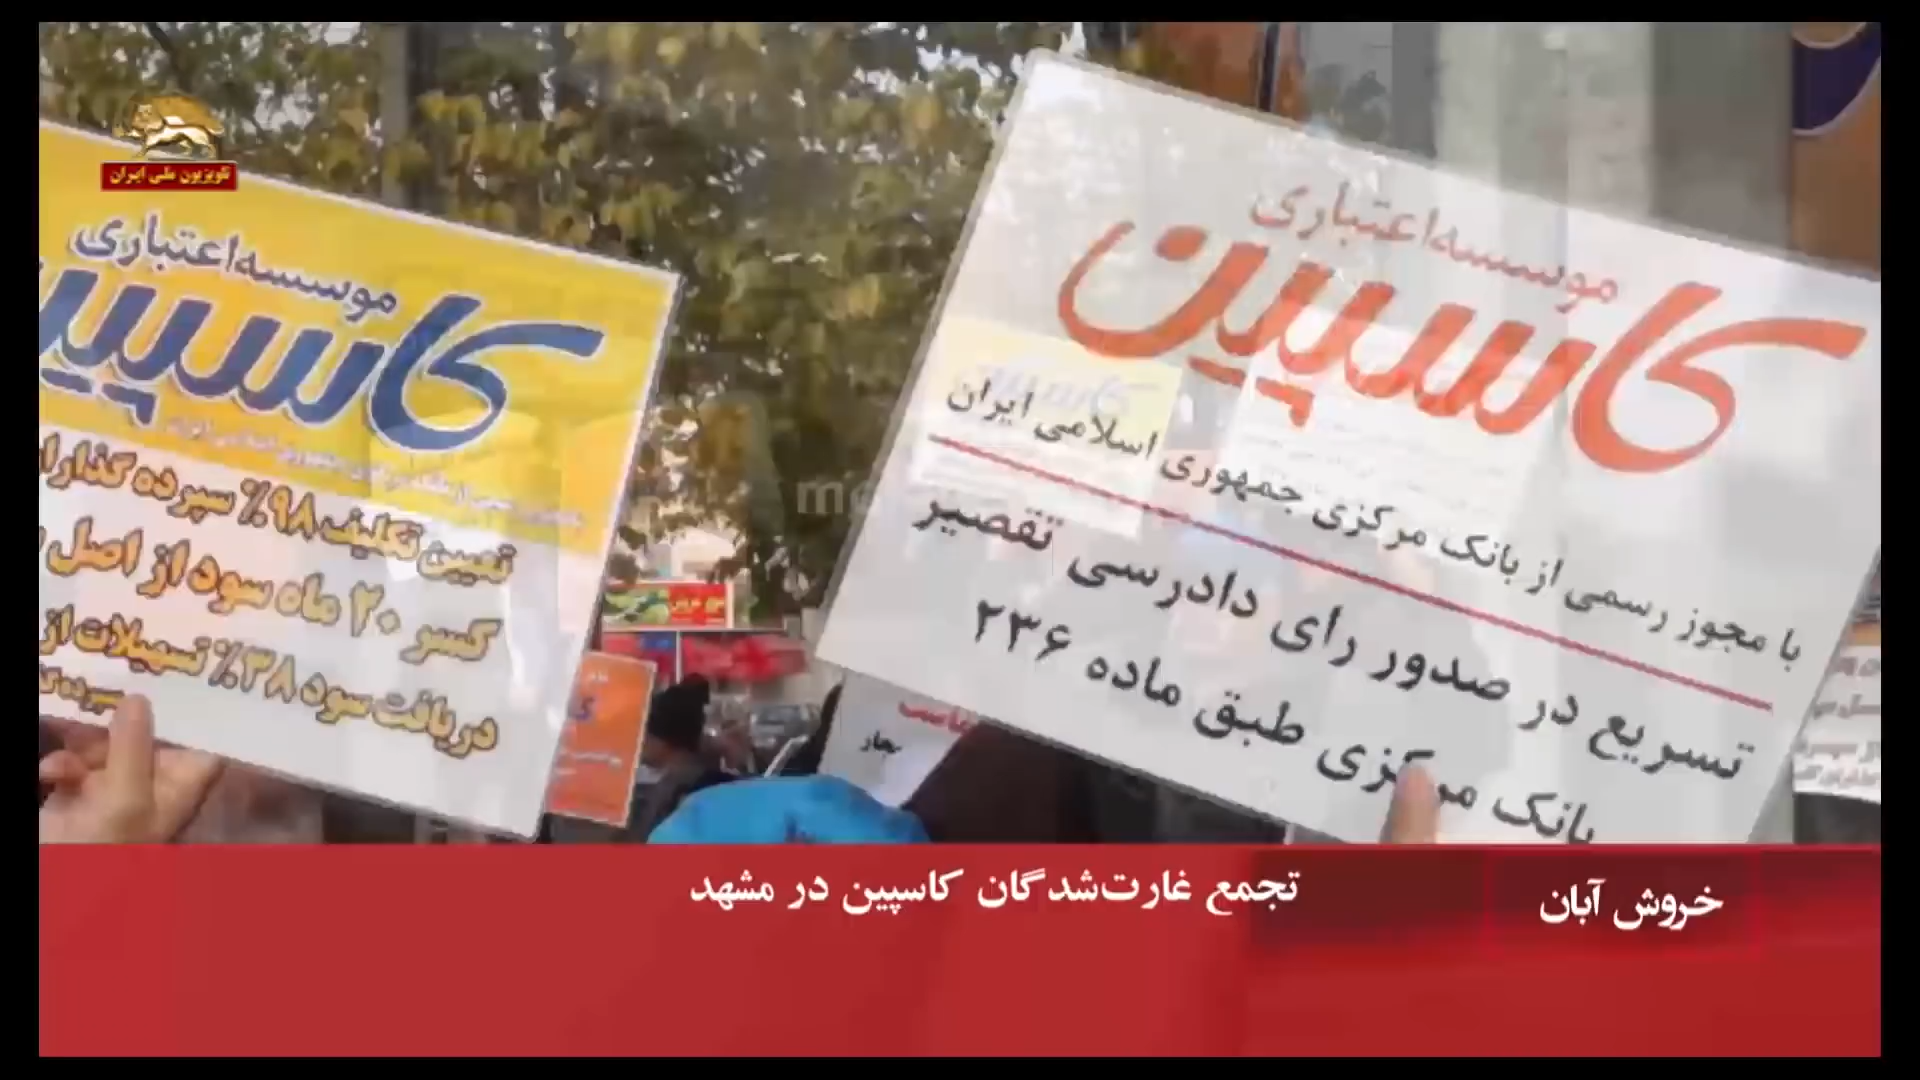 تلویزیون ملی ایران
موسسه‌اعتباری
کاسپین
با مجوز رسمی از بانک مرکزی جمهوری اسلامی ایران
تسریع در صدور رای دادرسی تقصیر
بانک مرکزی طبق ماده ۲۳۶
موسسه‌اعتباری
کاسپین
تعیین تکلیف ۹۸٪ سپرده گذارا
کسر ۲۰ ماه سود از اصل
دریافت سود ۳۸٪ تسهیلات از
خروش آبان
تجمع غارت‌شدگان کاسپین در مشهد